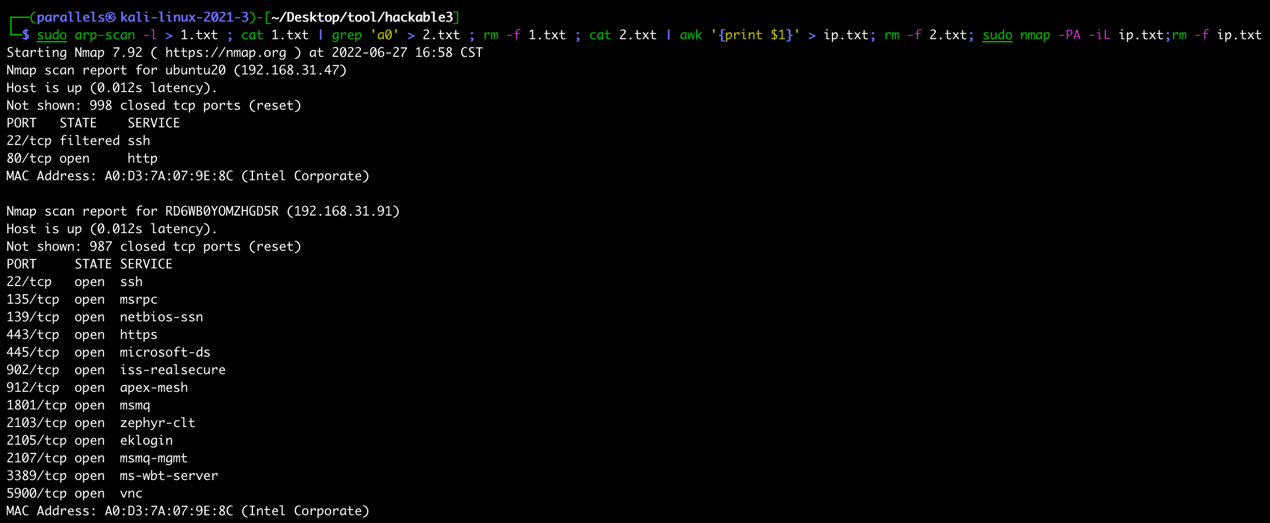 ┌──(parallels㉿kali-linux-2021-3)-[~/Desktop/tool/hackable3]
└─$ sudo arp-scan -l > 1.txt ; cat 1.txt | grep 'a0' > 2.txt ; rm -f 1.txt ; cat 2.txt | awk '{print $1}' > ip.txt; rm -f 2.txt; sudo nmap -PA -iL ip.txt;rm -f ip.txt
Starting Nmap 7.92 ( https://nmap.org ) at 2022-06-27 16:58 CST
Nmap scan report for ubuntu20 (192.168.31.47)
Host is up (0.012s latency).
Not shown: 998 closed tcp ports (reset)
PORT   STATE    SERVICE
22/tcp filtered ssh
80/tcp open     http
MAC Address: A0:D3:7A:07:9E:8C (Intel Corporate)

Nmap scan report for RD6WB0YOMZHGD5R (192.168.31.91)
Host is up (0.012s latency).
Not shown: 987 closed tcp ports (reset)
PORT     STATE SERVICE
22/tcp   open  ssh
135/tcp  open  msrpc
139/tcp  open  netbios-ssn
443/tcp  open  https
445/tcp  open  microsoft-ds
902/tcp  open  iss-realsecure
912/tcp  open  apex-mesh
1801/tcp open  msmq
2103/tcp open  zephyr-clt
2105/tcp open  eklogin
2107/tcp open  msmq-mgmt
3389/tcp open  ms-wbt-server
5900/tcp open  vnc
MAC Address: A0:D3:7A:07:9E:8C (Intel Corporate)